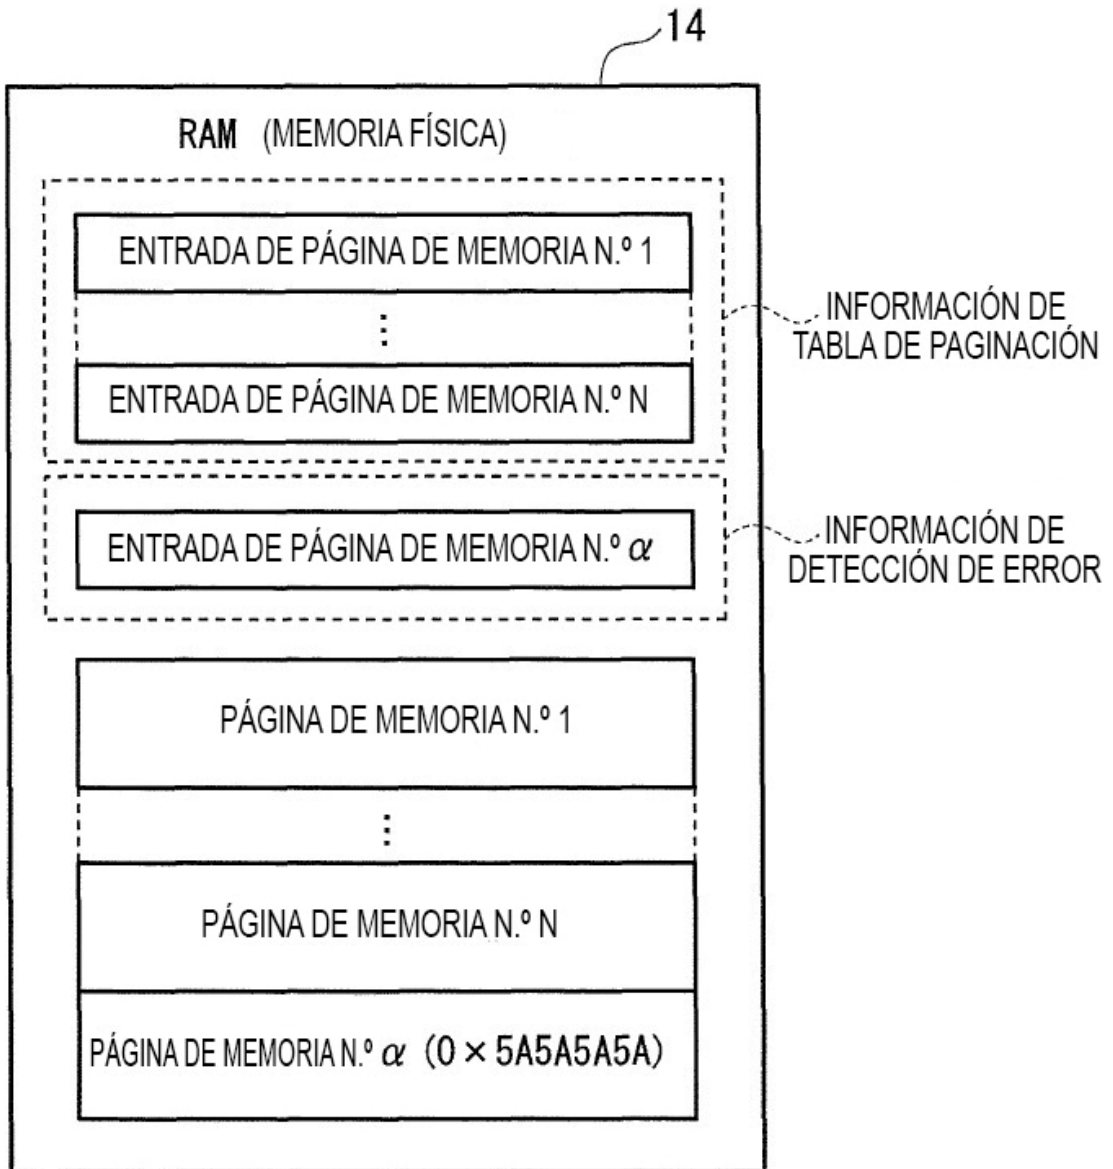 14
RAM (MEMORIA FÍSICA)
ENTRADA DE PÁGINA DE MEMORIA N.º 1
⋮
ENTRADA DE PÁGINA DE MEMORIA N.º N
INFORMACIÓN DE
TABLA DE PAGINACIÓN
ENTRADA DE PÁGINA DE MEMORIA N.º α
INFORMACIÓN DE
DETECCIÓN DE ERROR
PÁGINA DE MEMORIA N.º 1
⋮
PÁGINA DE MEMORIA N.º N
PÁGINA DE MEMORIA N.º α (0 × 5A5A5A5A)